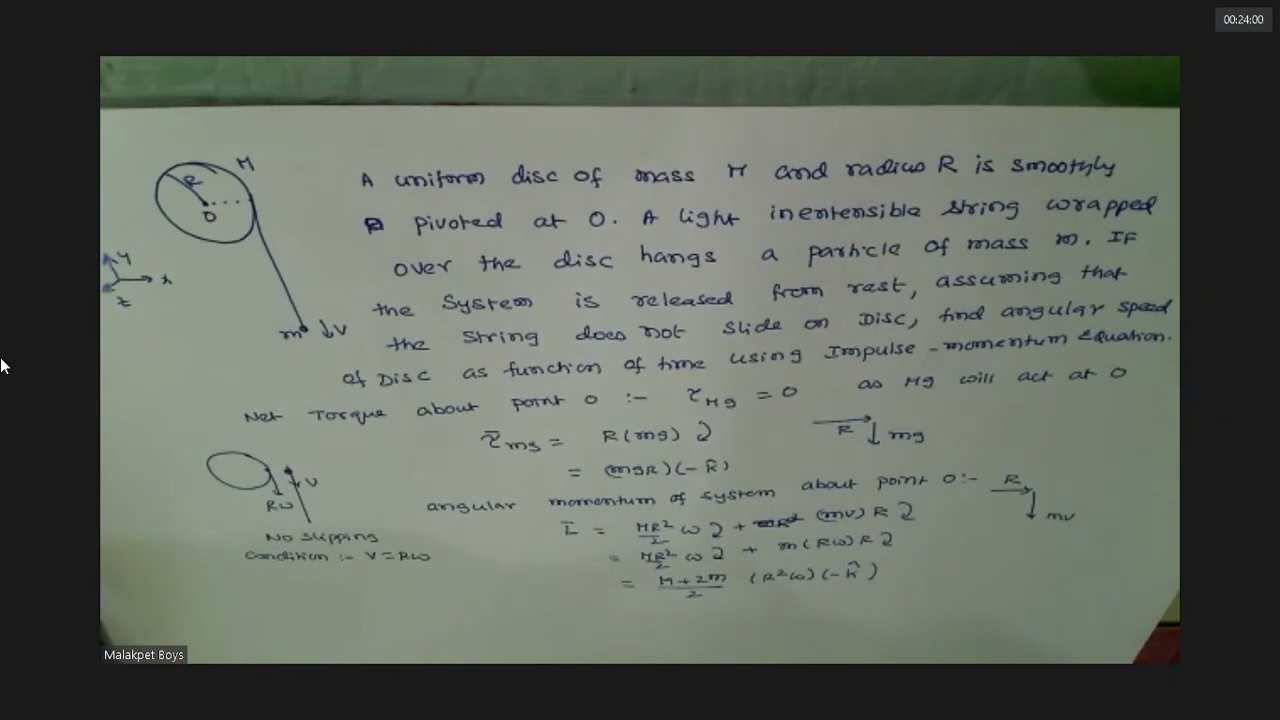 00:24:00
R
M
O
Y
x
z
m
v
A uniform disc of mass M and radius R is smoothly
pivoted at O. A light inentensible string wrapped
over the disc hangs a particle of mass m. IF
the System is released from rest, assuming that
the string does not slide on Disc, find angular speed
of Disc as function of time using Impulse-momentum Equation.
Net Torque about point O :- τMg = 0 as Mg will act at O
τ̄mg = R(mg) ↻
R mg
= (mgR)(-k̂)
angular momentum of system about point O:- R
mv
L̄ = MR²/2 ω ↻ + (mv) R ↻
= MR²/2 ω ↻ + m(Rω)R ↻
= M+2m/2 (R²ω)(-k̂)
v
Rω
No slipping
condition :- v = Rω
Malakpet Boys